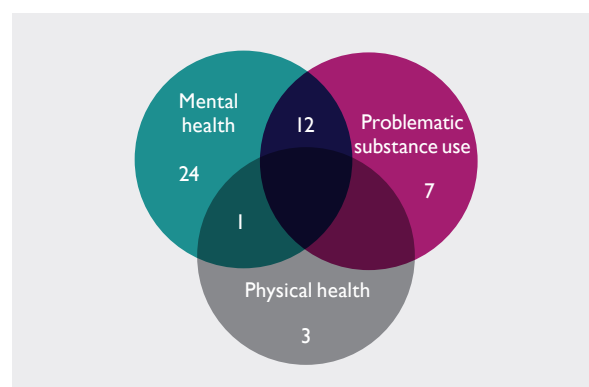 Mental
health
12
Problematic
substance use
24
7
1
Physical health
3